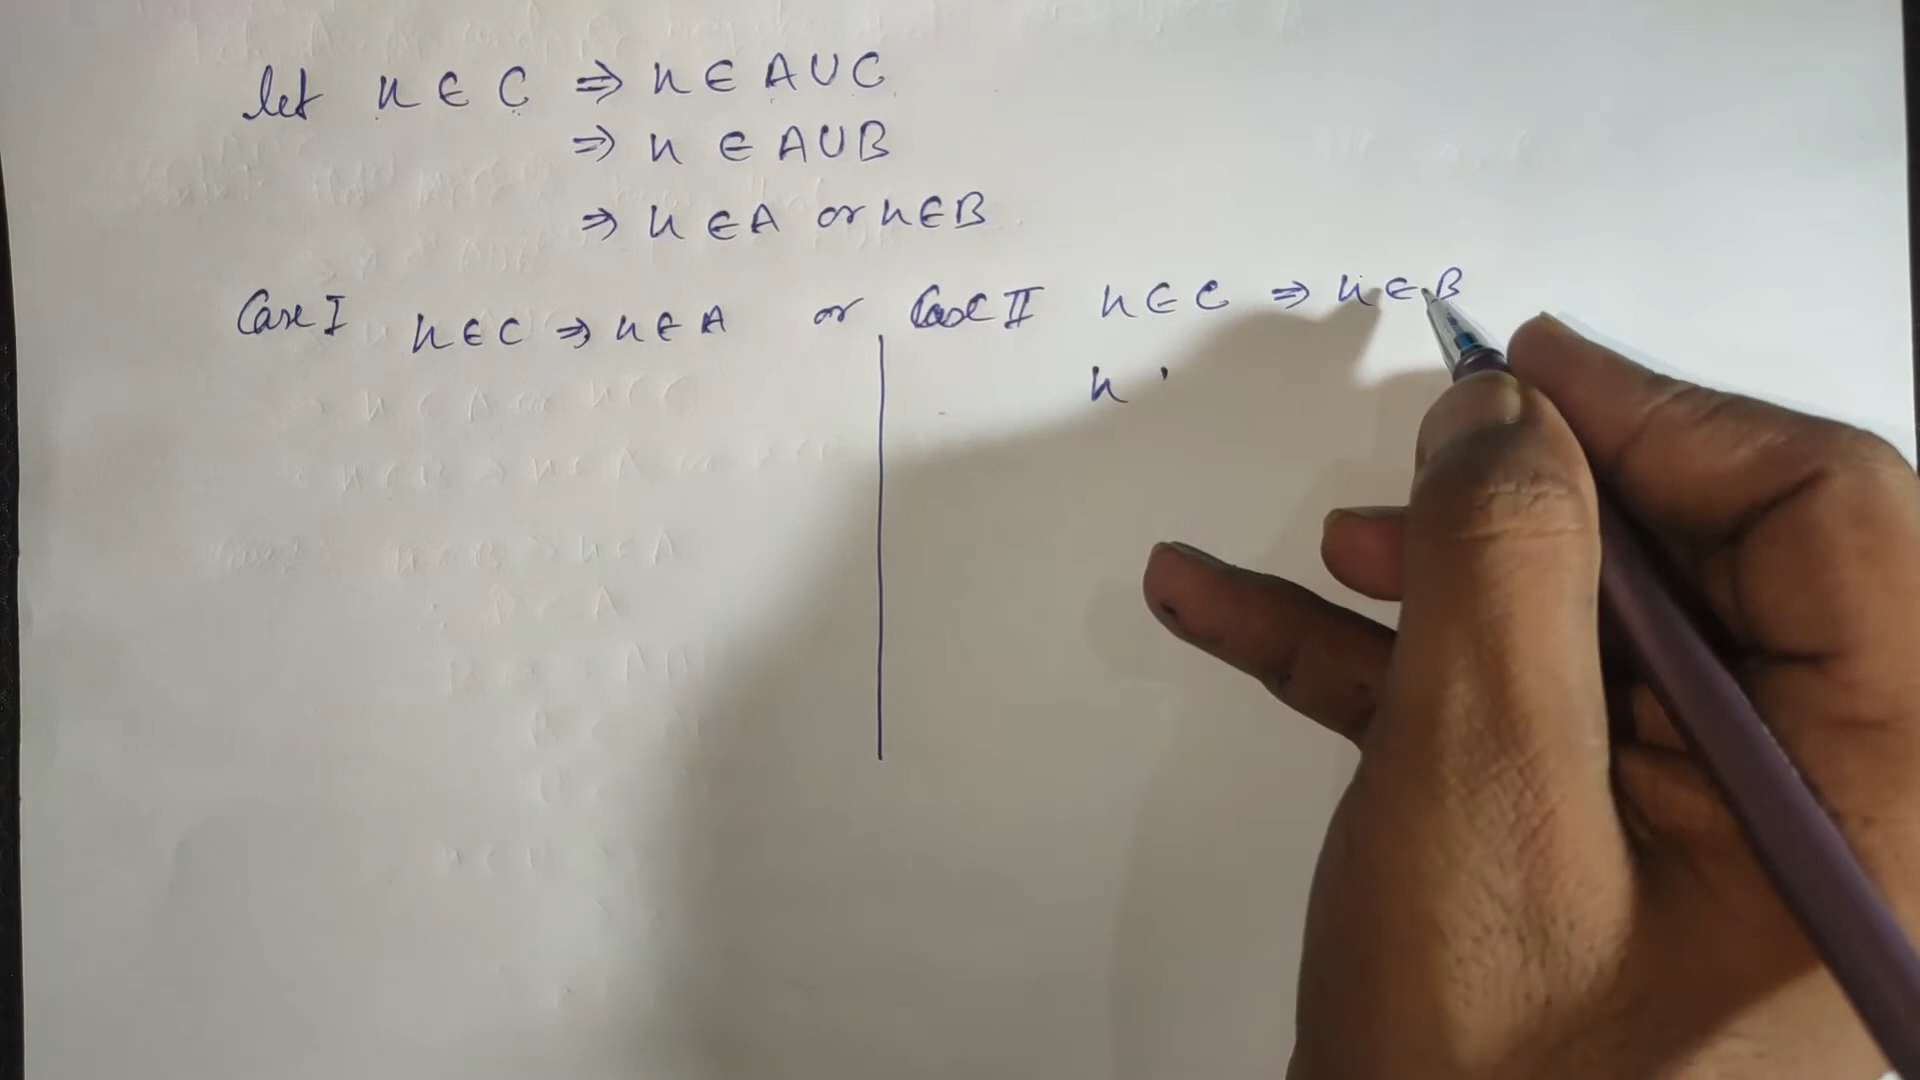 let x ∈ C ⇒ x ∈ A∪C
⇒ x ∈ A∪B
⇒ x ∈ A or x∈B
Case I x ∈ C ⇒ x ∈ A or Case II x ∈ C ⇒ x ∈ B
x